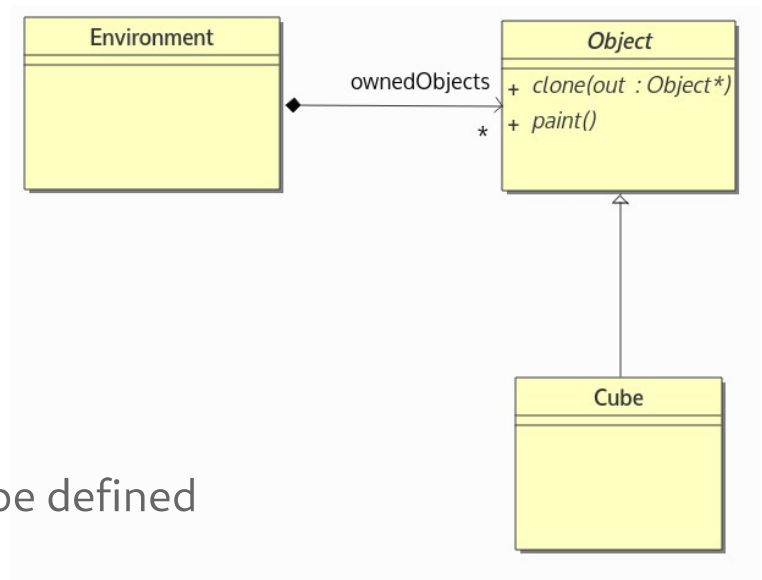 Environment
Object
ownedObjects
+ clone(out : Object*)
*
+ paint()
Cube
be defined